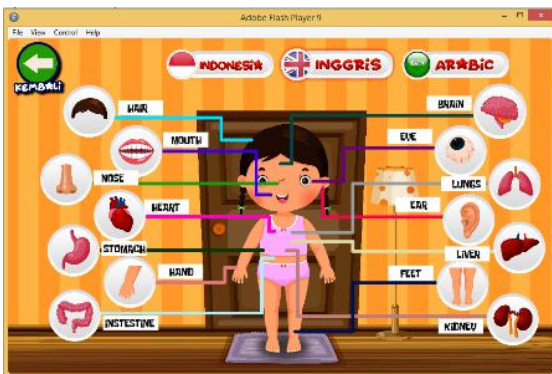 Adobe Flash Player 9
File View Control Help
KEMBALI
INDONESIA
INGGRIS
ARABIC
HAIR
MOUTH
NOSE
HEART
STOMACH
HAND
INSTESTINE
BRAIN
EYE
LUNGS
EAR
LIVER
FEET
KIDNEY